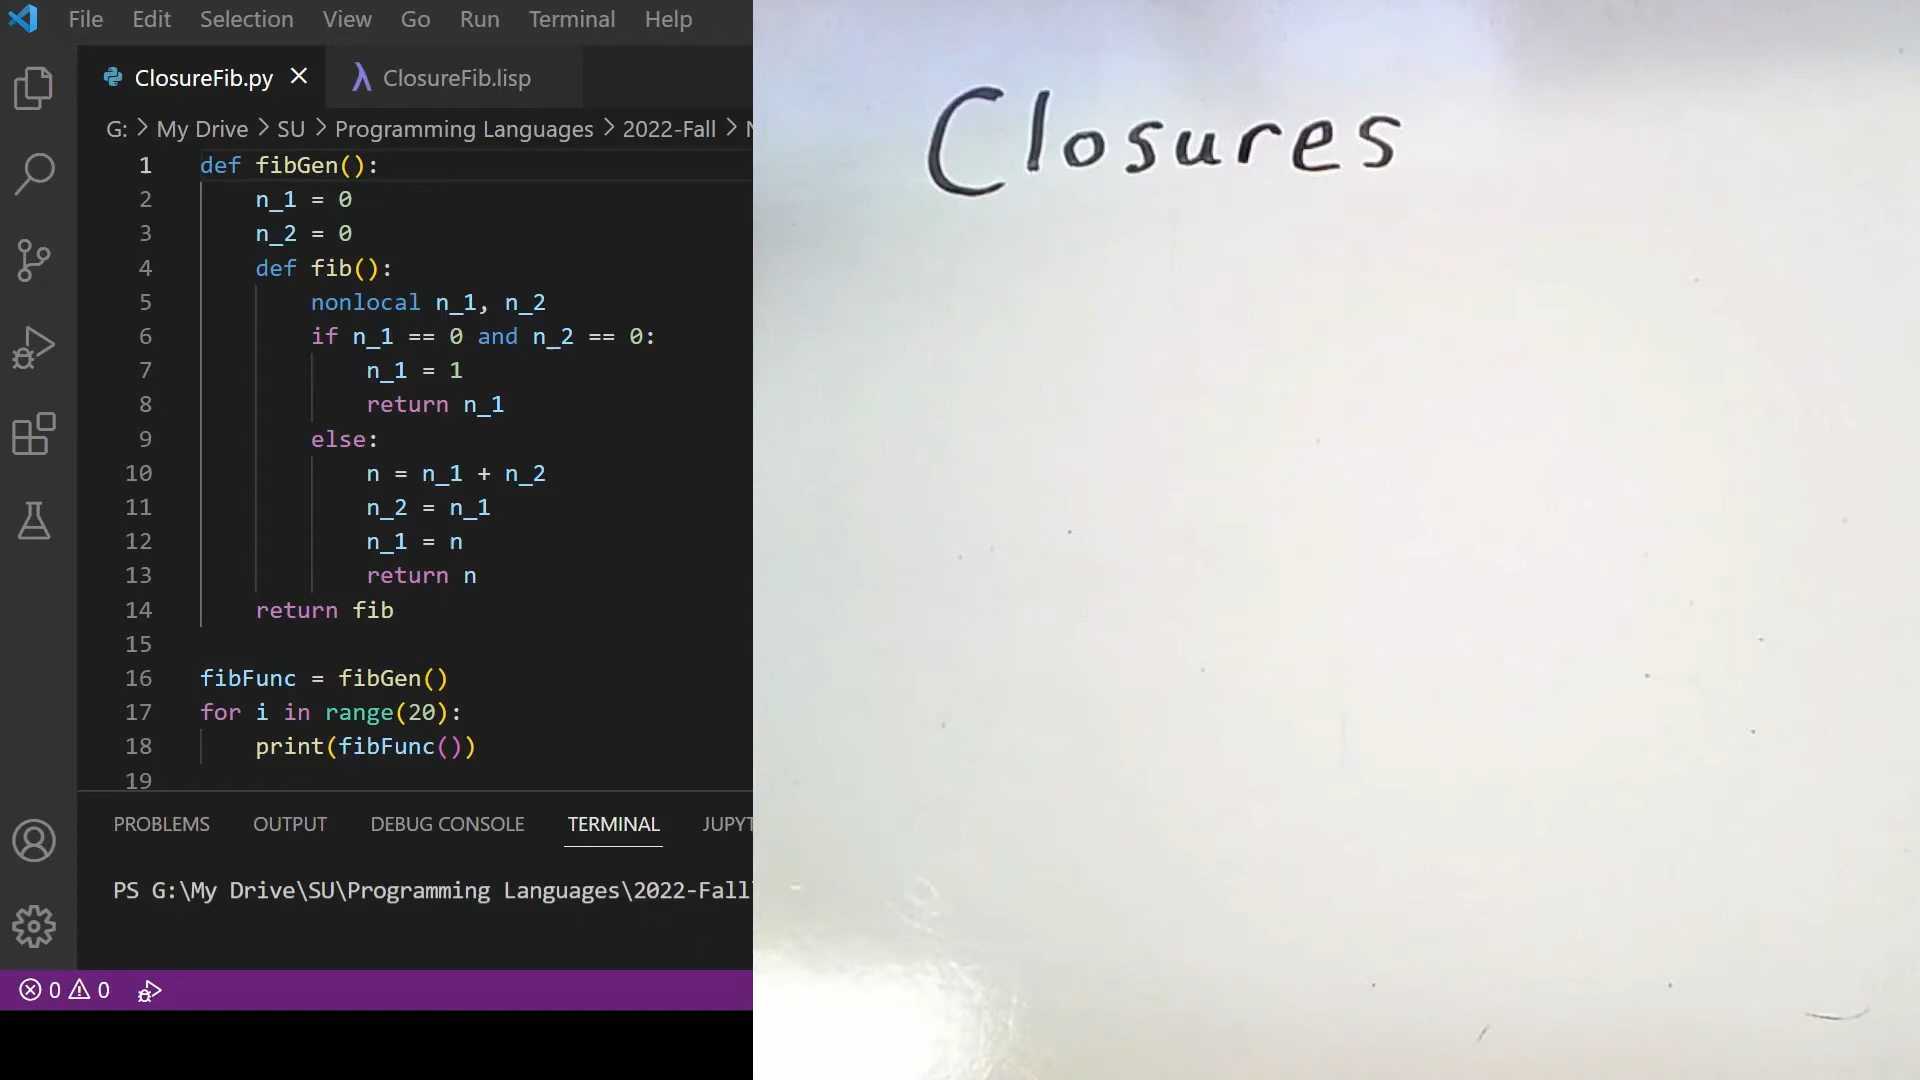 File Edit Selection View Go Run Terminal Help
ClosureFib.py ClosureFib.lisp
G: > My Drive > SU > Programming Languages > 2022-Fall >
1 def fibGen():
2 n_1 = 0
3 n_2 = 0
4 def fib():
5 nonlocal n_1, n_2
6 if n_1 == 0 and n_2 == 0:
7 n_1 = 1
8 return n_1
9 else:
10 n = n_1 + n_2
11 n_2 = n_1
12 n_1 = n
13 return n
14 return fib
15
16 fibFunc = fibGen()
17 for i in range(20):
18 print(fibFunc())
19
PROBLEMS OUTPUT DEBUG CONSOLE TERMINAL JUPYT
PS G:\My Drive\SU\Programming Languages\2022-Fall
0 0
Closures